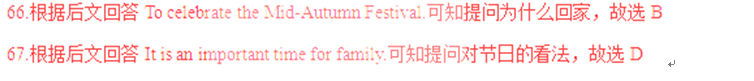 66.根据后文回答 To celebrate the Mid-Autumn Festival.可知提问为什么回家，故选 B
67.根据后文回答 It is an important time for family.可知提问对节日的看法，故选 D